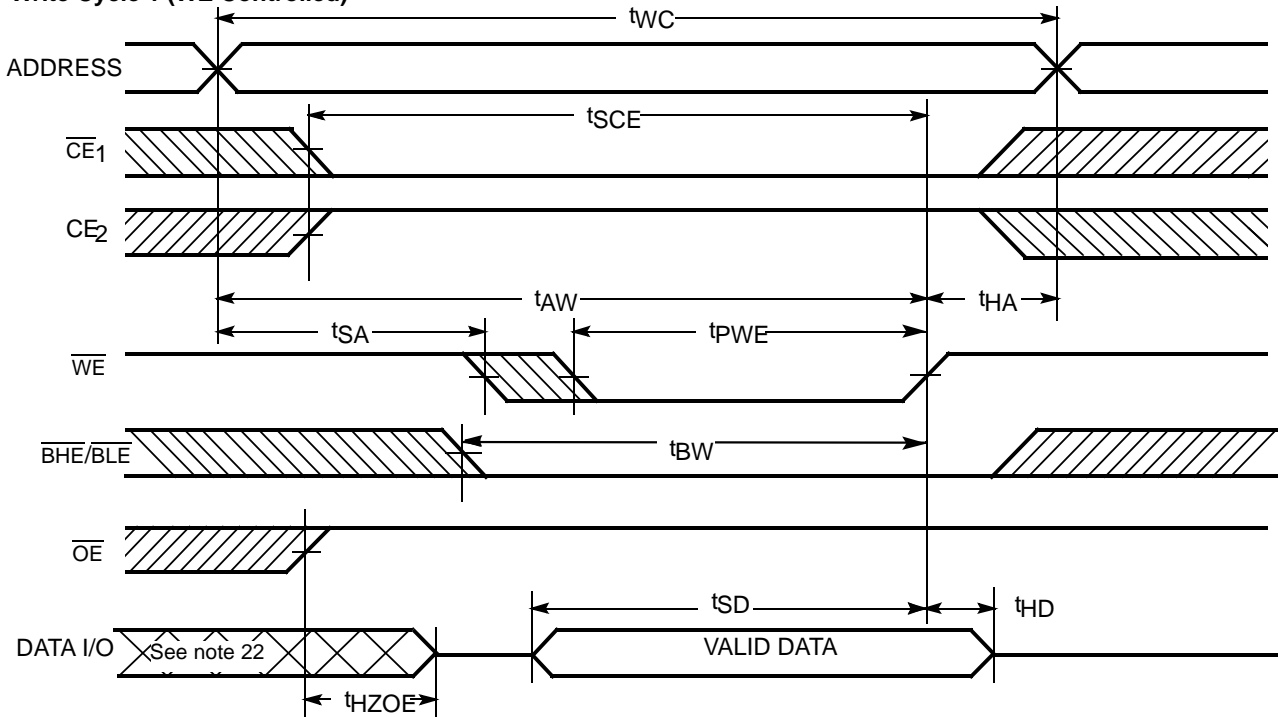 Write Cycle 1 (WE Controlled)
tWC
ADDRESS
tSCE
CE1
CE2
tAW
tHA
tSA
tPWE
WE
tBW
BHE/BLE
OE
tSD
tHD
DATA I/O
See note 22
VALID DATA
tHZOE